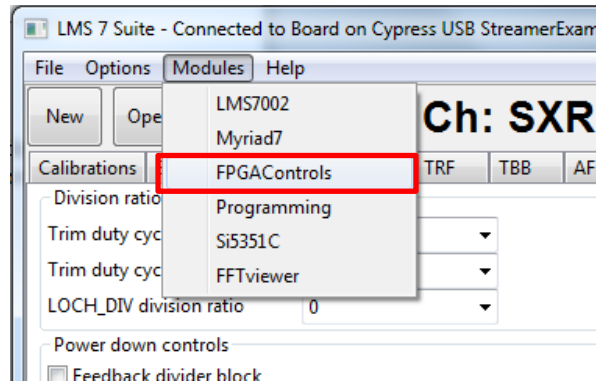 LMS 7 Suite - Connected to Board on Cypress USB StreamerExam
File Options Modules Help
New Ope Ch: SXR
LMS7002
Myriad7
Calibrations FPGAControls TRF TBB AF
Division ratio Programming
Trim duty cyc Si5351C
Trim duty cyc FFTviewer
LOCH_DIV division ratio 0
Power down controls
Feedback divider block